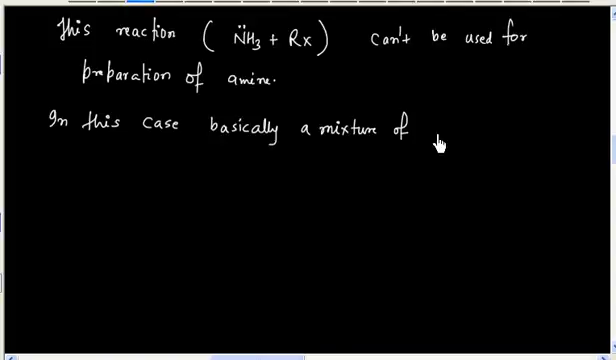 This reaction ( N̈H3 + Rx ) can't be used for
preparation of amine.
In this case basically a mixture of